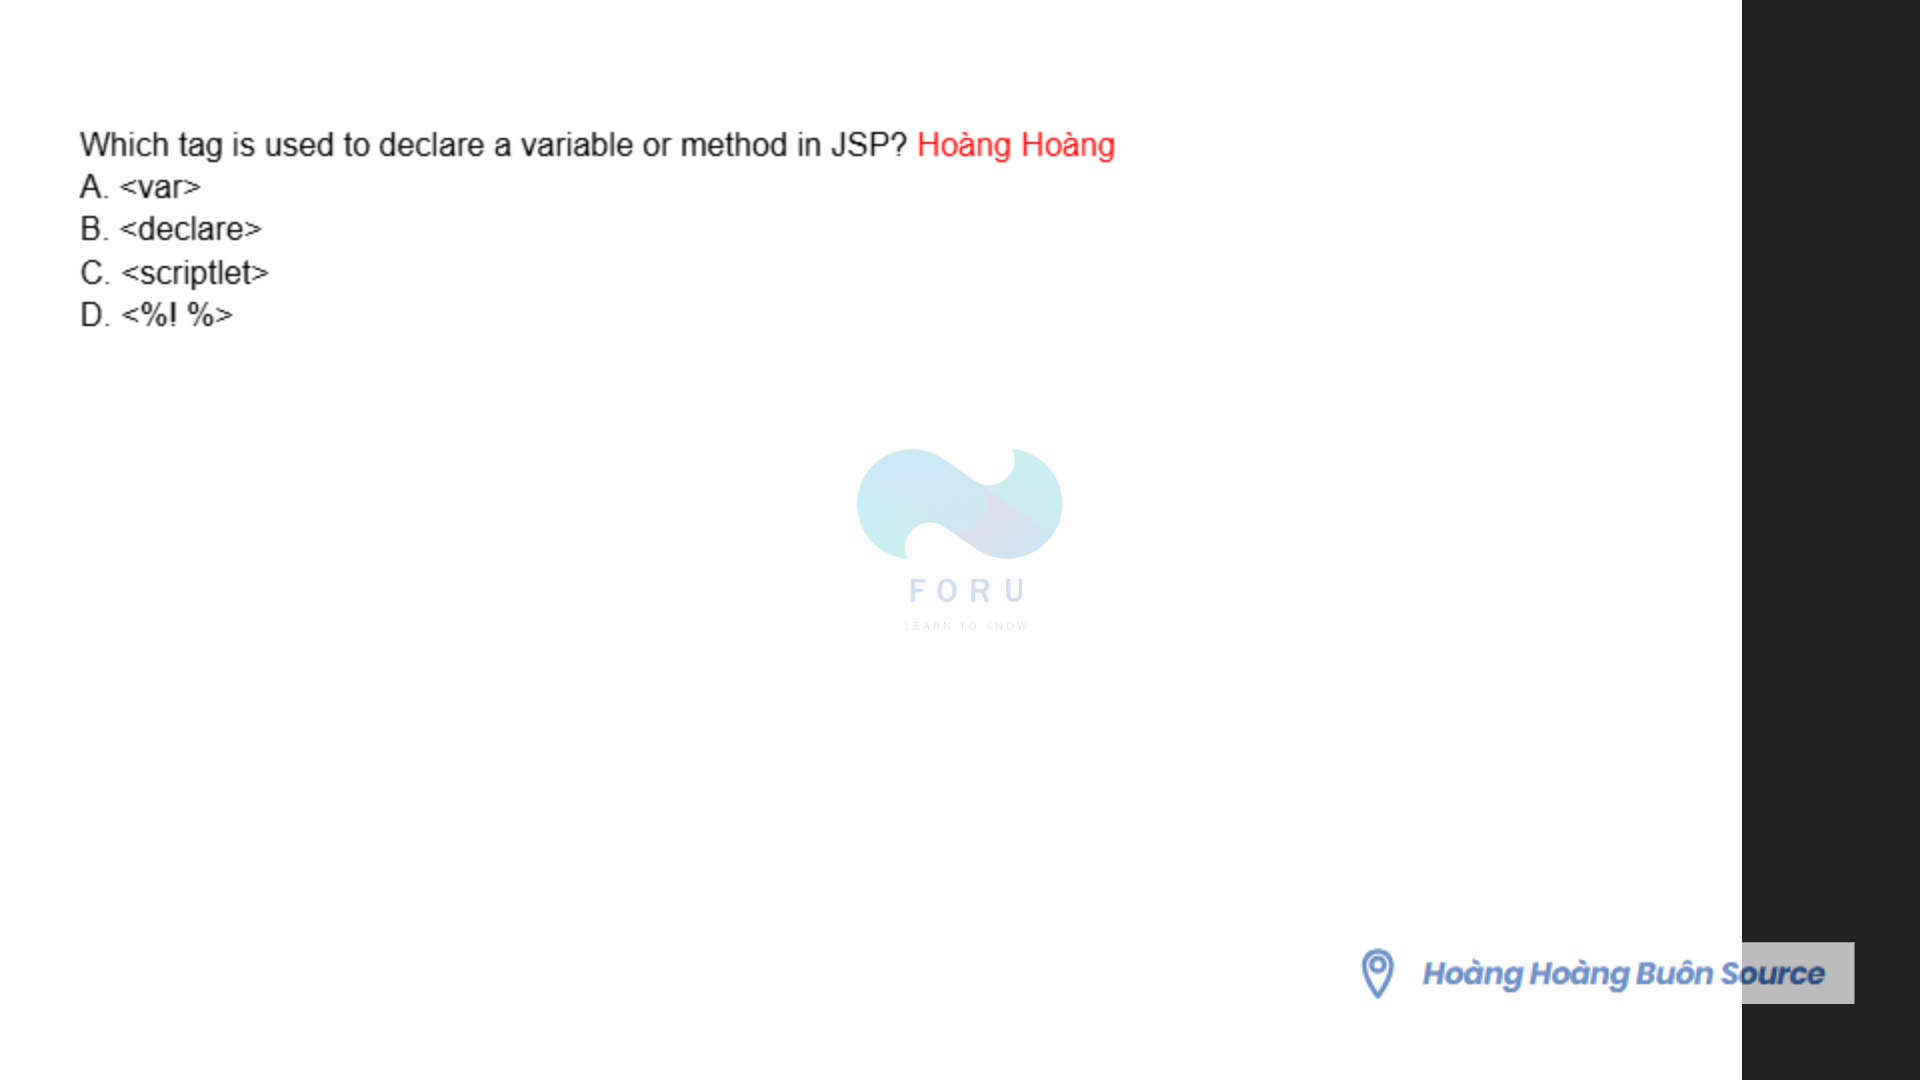 Which tag is used to declare a variable or method in JSP? Hoàng Hoàng
A. <var>
B. <declare>
C. <scriptlet>
D. <%! %>
FORU
LEARN TO KNOW
Hoàng Hoàng Buôn Source